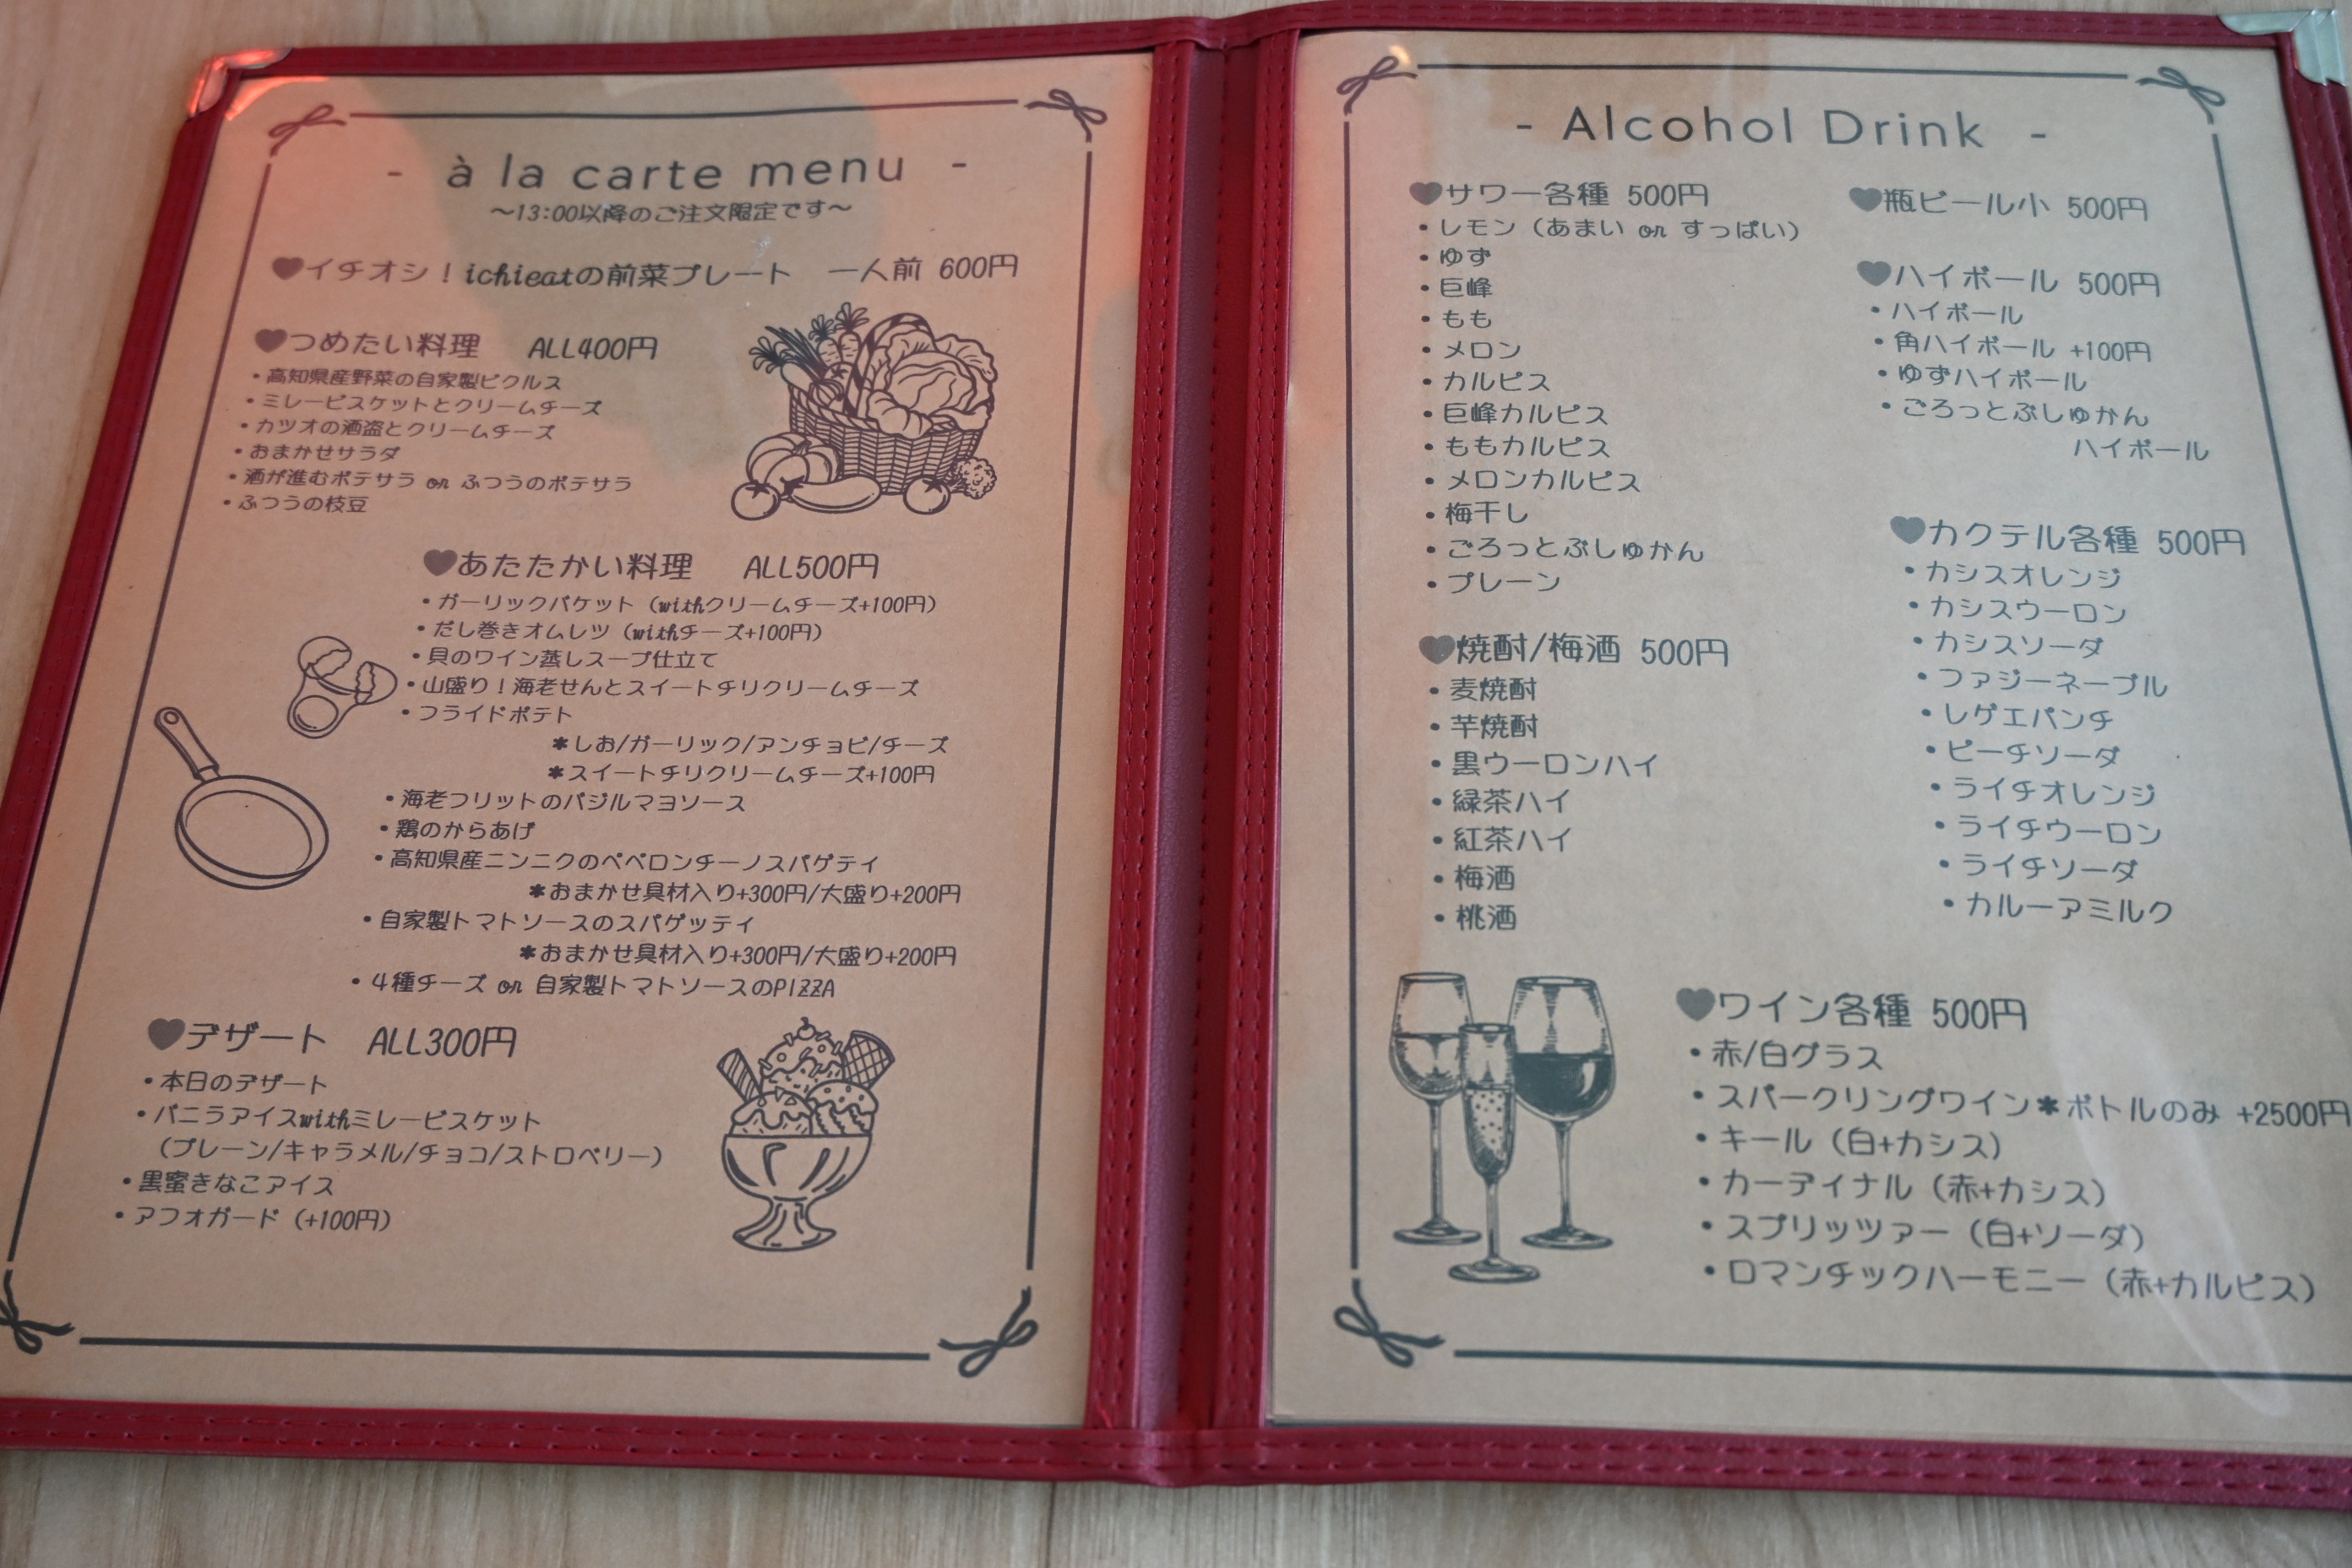 - à la carte menu -
～13:00以降のご注文限定です～
♥イチオシ！ichieatの前菜プレート 一人前 600円
♥つめたい料理 ALL400円
・高知県産野菜の自家製ピクルス
・ミレービスケットとクリームチーズ
・カツオの酒盗とクリームチーズ
・おまかせサラダ
・酒が進むポテサラ or ふつうのポテサラ
・ふつうの枝豆
♥あたたかい料理 ALL500円
・ガーリックバケット（withクリームチーズ+100円）
・だし巻きオムレツ（withチーズ+100円）
・貝のワイン蒸しスープ仕立て
・山盛り！海老せんとスイートチリクリームチーズ
・フライドポテト
＊しお/ガーリック/アンチョビ/チーズ
＊スイートチリクリームチーズ+100円
・海老フリットのバジルマヨソース
・鶏のからあげ
・高知県産ニンニクのペペロンチーノスパゲティ
＊おまかせ具材入り+300円/大盛り+200円
・自家製トマトソースのスパゲッティ
＊おまかせ具材入り+300円/大盛り+200円
・4種チーズ or 自家製トマトソースのPIZZA
♥デザート ALL300円
・本日のデザート
・バニラアイスwithミレービスケット
（プレーン/キャラメル/チョコ/ストロベリー）
・黒蜜きなこアイス
・アフォガード（+100円）
- Alcohol Drink -
♥サワー各種 500円
・レモン（あまい or すっぱい）
・ゆず
・巨峰
・もも
・メロン
・カルピス
・巨峰カルピス
・ももカルピス
・メロンカルピス
・梅干し
・ごろっとぶしゅかん
・プレーン
♥焼酎/梅酒 500円
・麦焼酎
・芋焼酎
・黒ウーロンハイ
・緑茶ハイ
・紅茶ハイ
・梅酒
・桃酒
♥瓶ビール小 500円
♥ハイボール 500円
・ハイボール
・角ハイボール +100円
・ゆずハイボール
・ごろっとぶしゅかん
ハイボール
♥カクテル各種 500円
・カシスオレンジ
・カシスウーロン
・カシスソーダ
・ファジーネーブル
・レゲエパンチ
・ピーチソーダ
・ライチオレンジ
・ライチウーロン
・ライチソーダ
・カルーアミルク
♥ワイン各種 500円
・赤/白グラス
・スパークリングワイン＊ボトルのみ +2500円
・キール（白+カシス）
・カーディナル（赤+カシス）
・スプリッツァー（白+ソーダ）
・ロマンチックハーモニー（赤+カルピス）